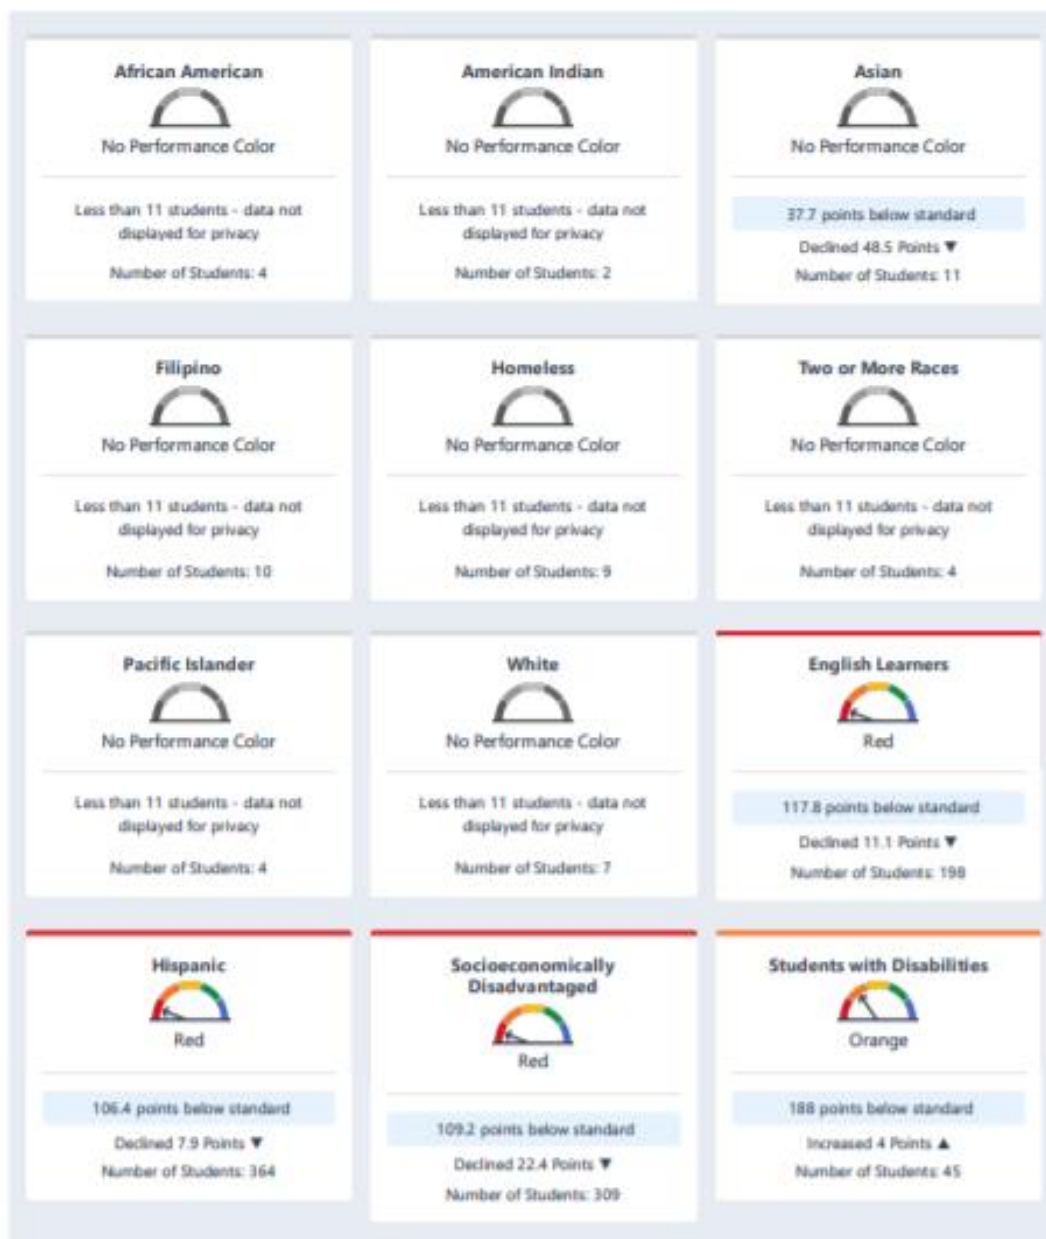 African American
No Performance Color
Less than 11 students - data not
displayed for privacy
Number of Students: 4
American Indian
No Performance Color
Less than 11 students - data not
displayed for privacy
Number of Students: 2
Asian
No Performance Color
37.7 points below standard
Declined 48.5 Points ▼
Number of Students: 11
Filipino
No Performance Color
Less than 11 students - data not
displayed for privacy
Number of Students: 10
Homeless
No Performance Color
Less than 11 students - data not
displayed for privacy
Number of Students: 9
Two or More Races
No Performance Color
Less than 11 students - data not
displayed for privacy
Number of Students: 4
Pacific Islander
No Performance Color
Less than 11 students - data not
displayed for privacy
Number of Students: 4
White
No Performance Color
Less than 11 students - data not
displayed for privacy
Number of Students: 7
English Learners
Red
117.8 points below standard
Declined 11.1 Points ▼
Number of Students: 198
Hispanic
Red
106.4 points below standard
Declined 7.9 Points ▼
Number of Students: 364
Socioeconomically
Disadvantaged
Red
109.2 points below standard
Declined 22.4 Points ▼
Number of Students: 309
Students with Disabilities
Orange
188 points below standard
Increased 4 Points ▲
Number of Students: 45